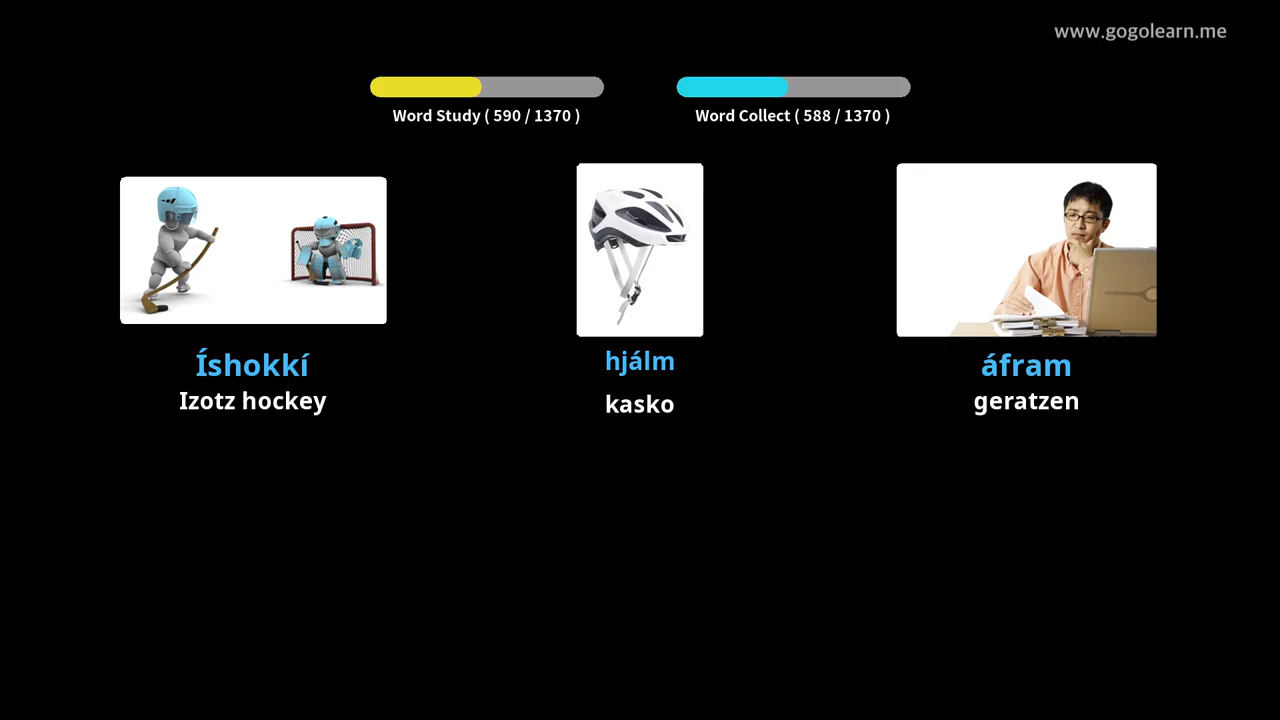 www.gogolearn.me
Word Study ( 590 / 1370 )
Word Collect ( 588 / 1370 )
Íshokkí
Izotz hockey
hjálm
kasko
áfram
geratzen